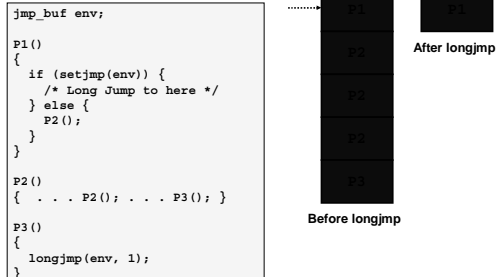 jmp_buf env;
P1()
{
  if (setjmp(env)) {
    /* Long Jump to here */
  } else {
    P2();
  }
}
P2()
{  . . . P2(); . . . P3(); }
P3()
{
  longjmp(env, 1);
}
P1
P2
P2
P2
P3
Before longjmp
P1
After longjmp